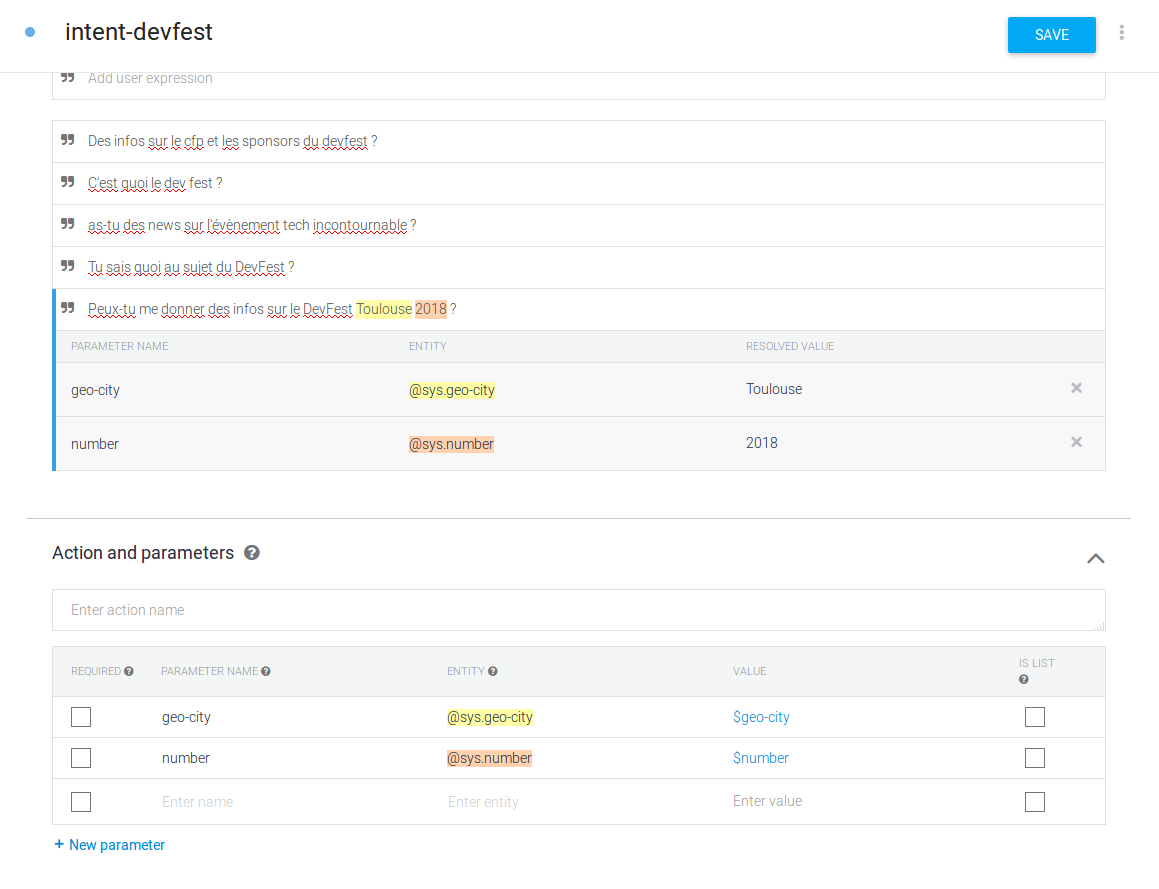 intent-devfest
SAVE
Add user expression
Des infos sur le cfp et les sponsors du devfest ?
C'est quoi le dev fest ?
as-tu des news sur l'évènement tech incontournable ?
Tu sais quoi au sujet du DevFest ?
Peux-tu me donner des infos sur le DevFest Toulouse 2018 ?
PARAMETER NAME ENTITY RESOLVED VALUE
geo-city @sys.geo-city Toulouse
number @sys.number 2018
Action and parameters
Enter action name
REQUIRED PARAMETER NAME ENTITY VALUE IS LIST
geo-city @sys.geo-city $geo-city
number @sys.number $number
Enter name Enter entity Enter value
+ New parameter